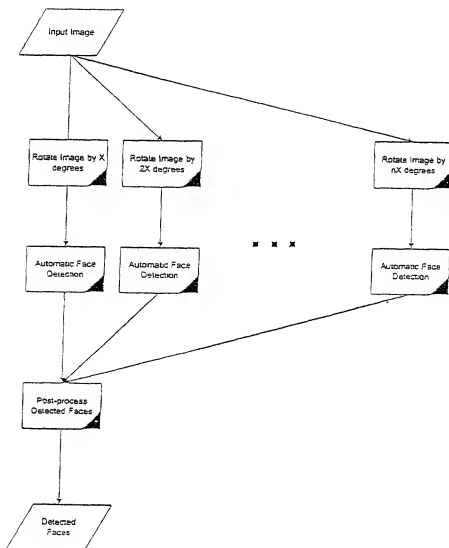 Input Image
Rotate Image by X
degrees
Rotate Image by
2X degrees
Rotate Image by
nX degrees
Automatic Face
Detection
Automatic Face
Detection
Automatic Face
Detection
Post-process
Detected Faces
Detected
Faces